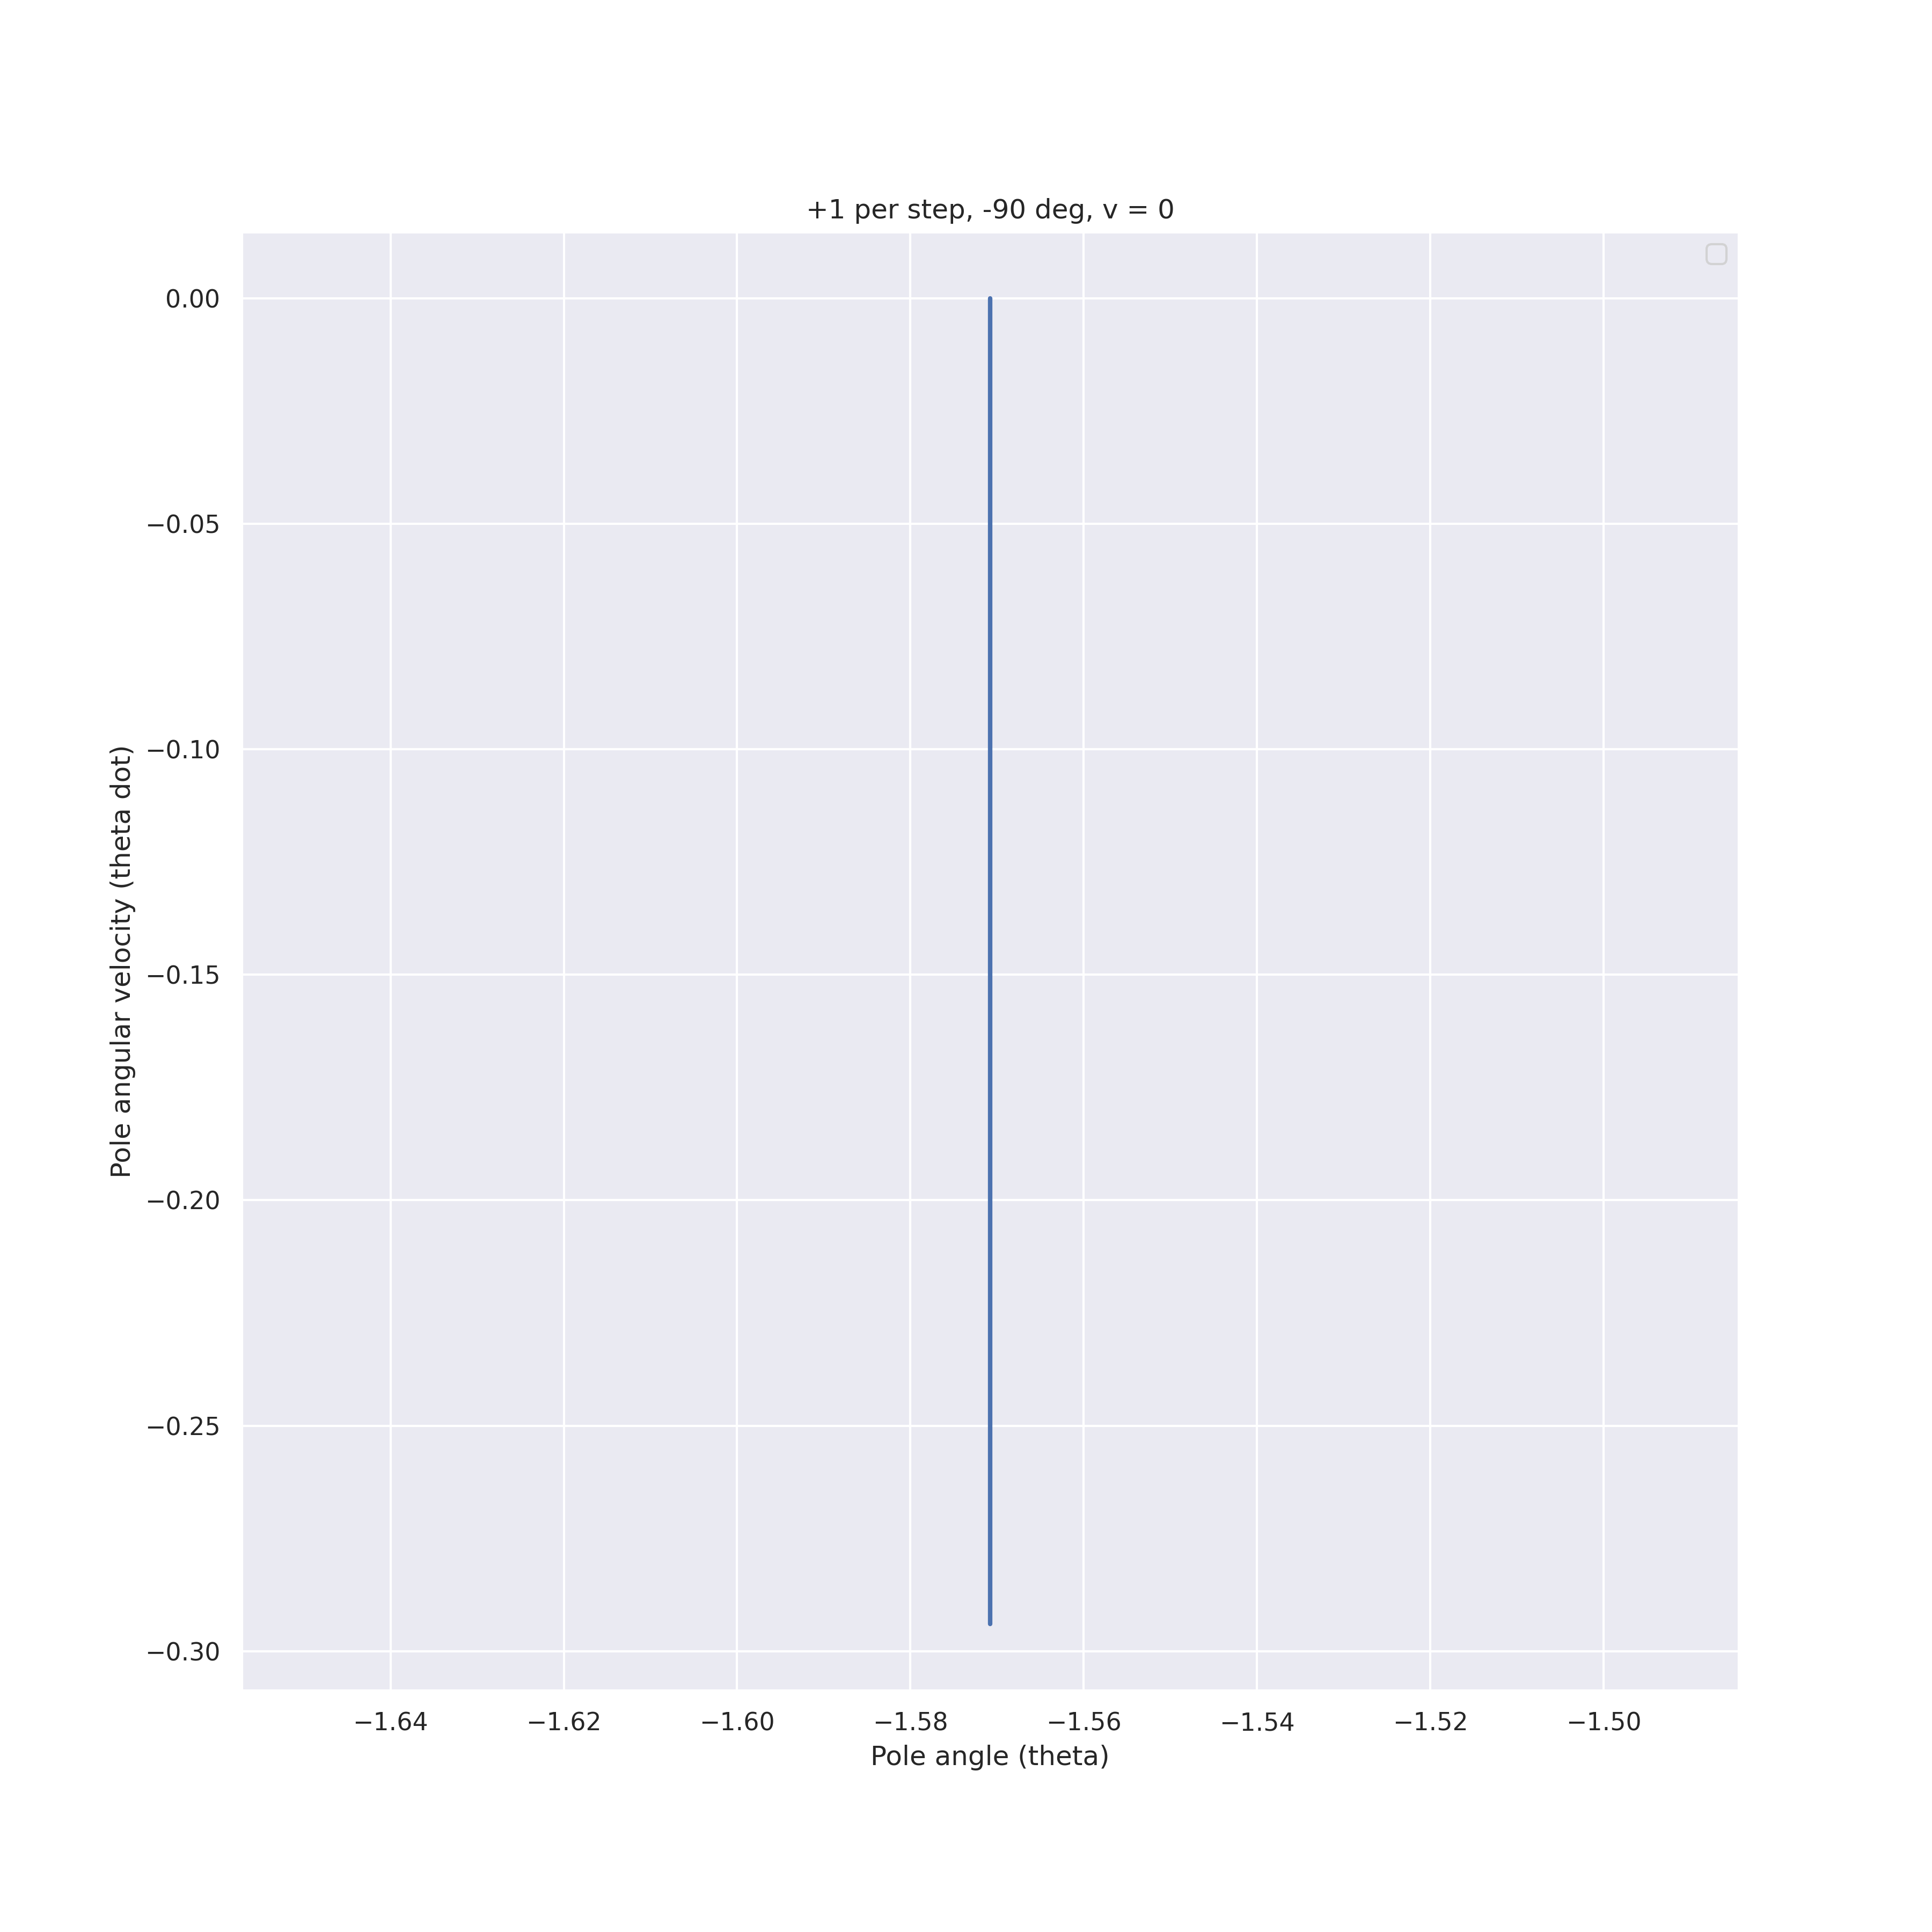 +1 per step, -90 deg, v = 0
0.00
−0.05
−0.10
−0.15
−0.20
−0.25
−0.30
Pole angular velocity (theta dot)
−1.64 −1.62 −1.60 −1.58 −1.56 −1.54 −1.52 −1.50
Pole angle (theta)